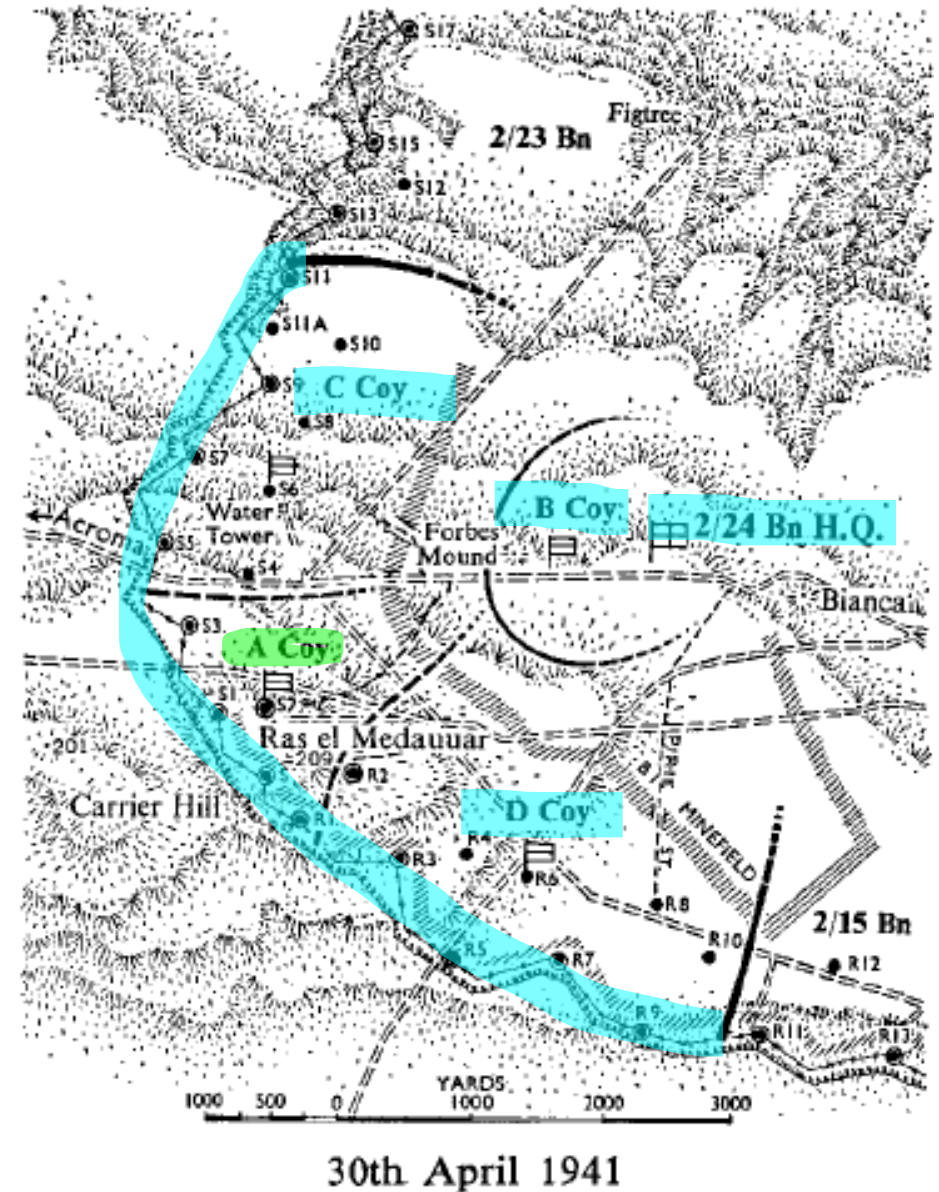 S17
Figtree
2/23 Bn
S15
S12
S13
S11
S11A
S10
S9
C Coy
S8
S7
S6
Water
Tower
B Coy
2/24 Bn H.Q.
Acroma
S5
Forbes
Mound
S4
Bianca
S3
A Coy
S1
S2
Ras el Medauuar
201
209
R2
Carrier Hill
R1
PIRIE ST.
B1 MINEFIELD
D Coy
R3
R4
R6
R8
2/15 Bn
R5
R7
R10
R12
R9
R11
R13
YARDS
1000 500 0 1000 2000 3000
30th April 1941